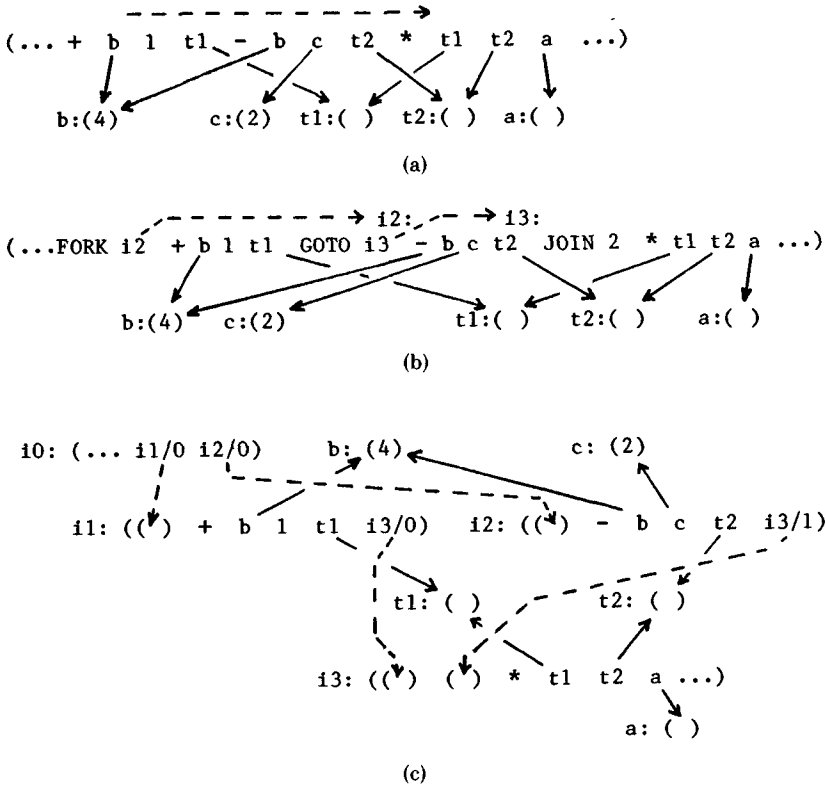 (... + b 1 t1 - b c t2 * t1 t2 a ...)
b:(4) c:(2) t1:( ) t2:( ) a:( )
(a)
i2: i3:
(...FORK i2 + b 1 t1 GOTO i3 - b c t2 JOIN 2 * t1 t2 a ...)
b:(4) c:(2) t1:( ) t2:( ) a:( )
(b)
i0: (... i1/0 i2/0) b: (4) c: (2)
i1: (( ) + b 1 t1 i3/0) i2: (( ) - b c t2 i3/1)
t1: ( ) t2: ( )
i3: (( ) ( ) * t1 t2 a ...)
a: ( )
(c)